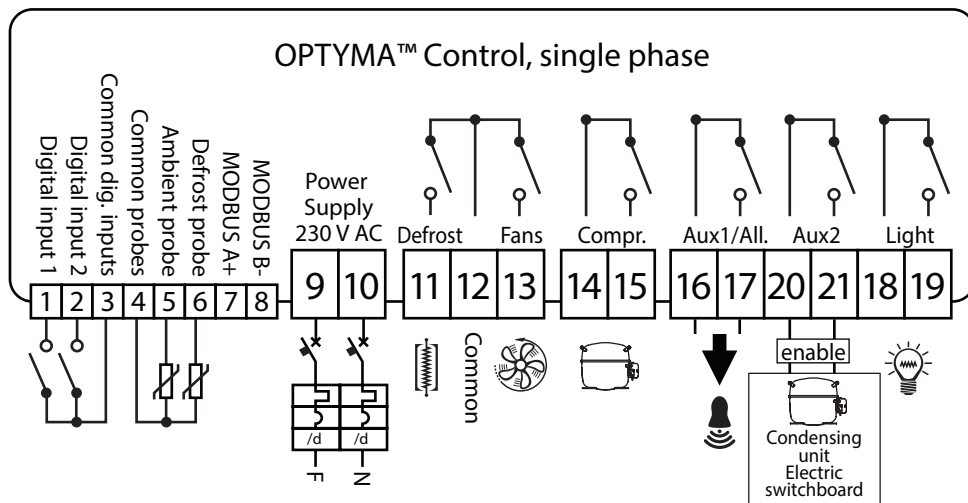 OPTYMA™ Control, single phase
Digital input 1
Digital input 2
Common dig. inputs
Common probes
Ambient probe
Defrost probe
MODBUS A+
MODBUS B-
Power
Supply
230 V AC
Defrost
Fans
Compr.
Aux1/All.
Aux2
Light
1 2 3 4 5 6 7 8
9 10
11 12 13
14 15
16 17 20 21 18 19
Common
enable
/d /d
F N
Condensing
unit
Electric
switchboard